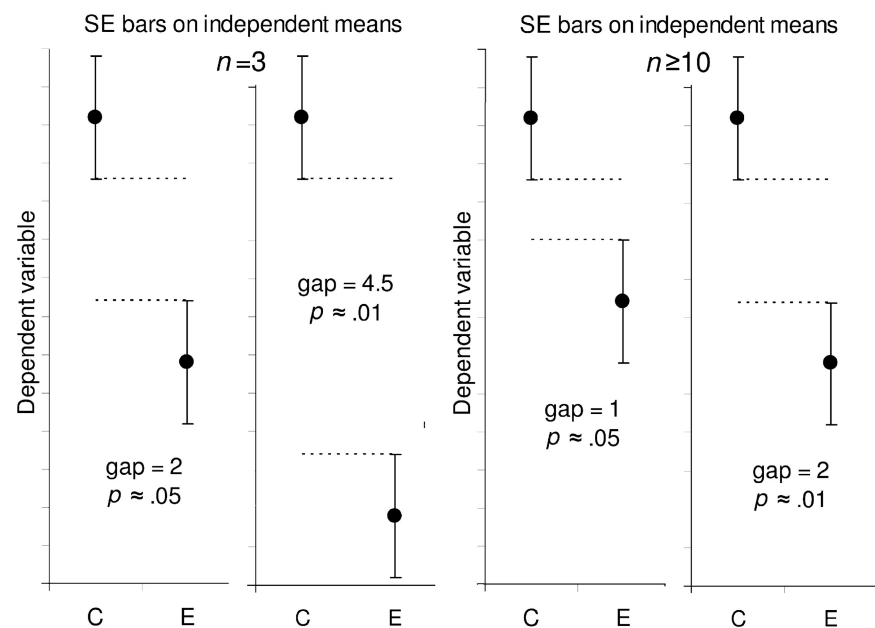 SE bars on independent means
n=3
Dependent variable
gap = 2
p ≈ .05
gap = 4.5
p ≈ .01
C
E
C
E
SE bars on independent means
n≥10
Dependent variable
gap = 1
p ≈ .05
gap = 2
p ≈ .01
C
E
C
E